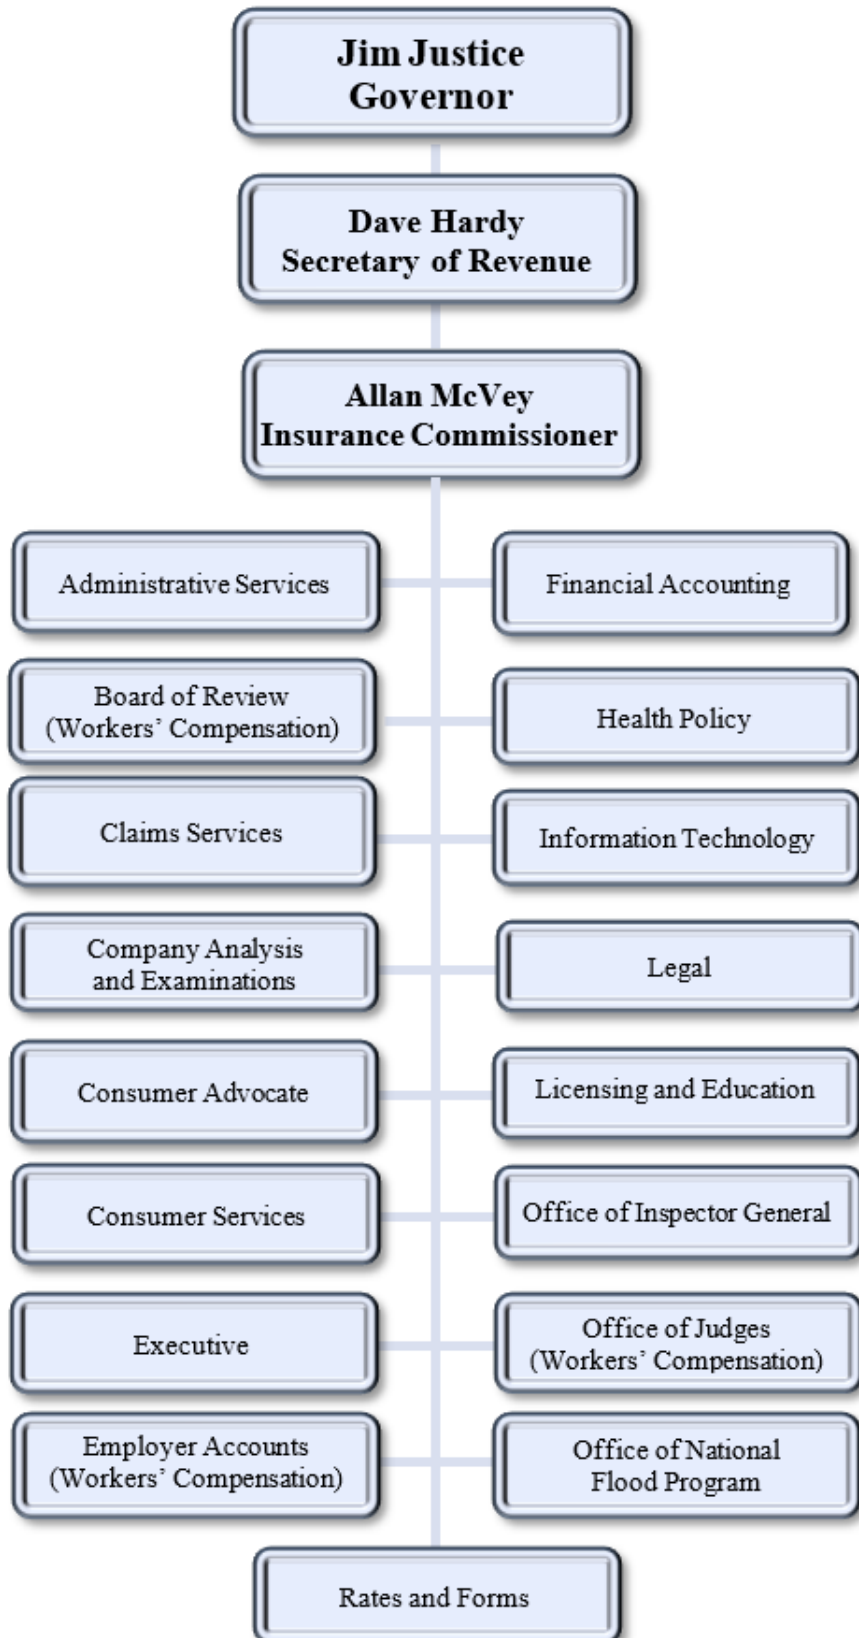 Jim Justice
Governor
Dave Hardy
Secretary of Revenue
Allan McVey
Insurance Commissioner
Administrative Services
Financial Accounting
Board of Review
(Workers’ Compensation)
Health Policy
Claims Services
Information Technology
Company Analysis
and Examinations
Legal
Consumer Advocate
Licensing and Education
Consumer Services
Office of Inspector General
Executive
Office of Judges
(Workers’ Compensation)
Employer Accounts
(Workers’ Compensation)
Office of National
Flood Program
Rates and Forms